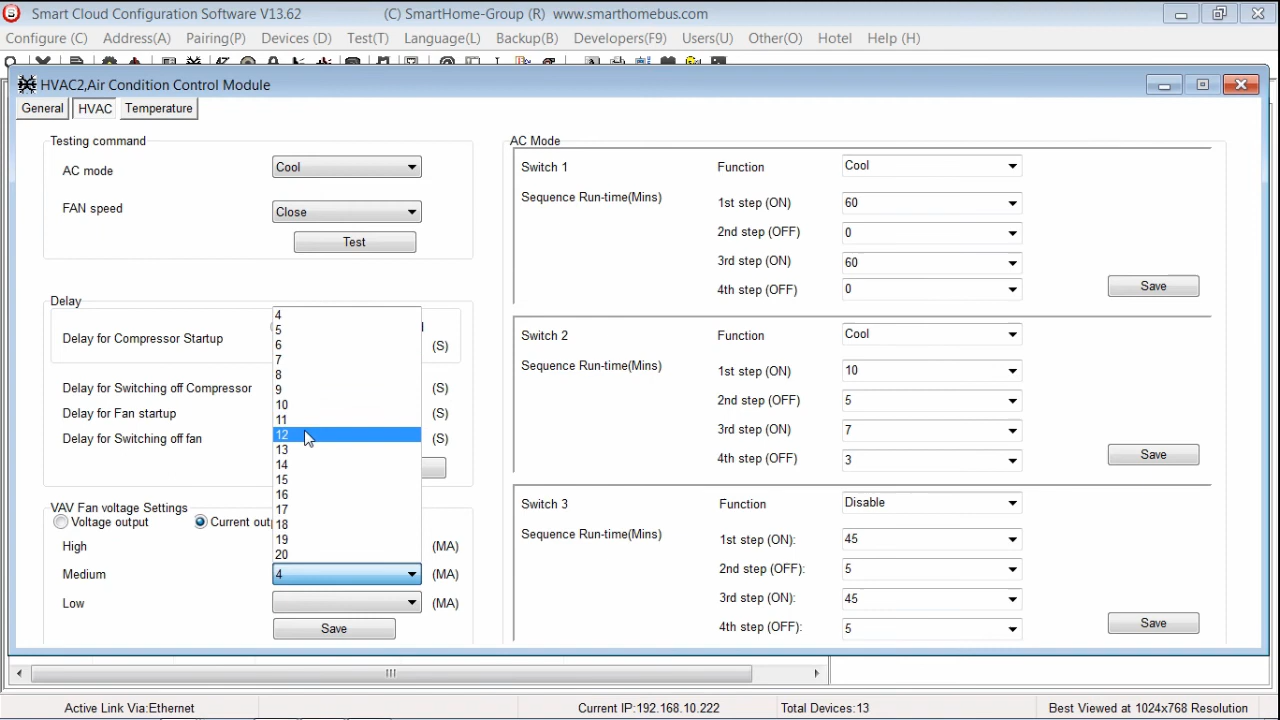 Smart Cloud Configuration Software V13.62 (C) SmartHome-Group (R) www.smarthomebus.com
Configure (C) Address(A) Pairing(P) Devices (D) Test(T) Language(L) Backup(B) Developers(F9) Users(U) Other(O) Hotel Help (H)
HVAC2,Air Condition Control Module
General HVAC Temperature
Testing command
AC mode Cool
FAN speed Close
Test
Delay
Delay for Compressor Startup (S)
Delay for Switching off Compressor (S)
Delay for Fan startup (S)
Delay for Switching off fan (S)
4
5
6
7
8
9
10
11
12
13
14
15
16
17
18
19
20
VAV Fan voltage Settings
Voltage output Current outp
High (MA)
Medium 4 (MA)
Low (MA)
Save
AC Mode
Switch 1 Function Cool
Sequence Run-time(Mins) 1st step (ON) 60
2nd step (OFF) 0
3rd step (ON) 60
4th step (OFF) 0
Save
Switch 2 Function Cool
Sequence Run-time(Mins) 1st step (ON) 10
2nd step (OFF) 5
3rd step (ON) 7
4th step (OFF) 3
Save
Switch 3 Function Disable
Sequence Run-time(Mins) 1st step (ON): 45
2nd step (OFF): 5
3rd step (ON): 45
4th step (OFF): 5
Save
Active Link Via:Ethernet Current IP:192.168.10.222 Total Devices:13 Best Viewed at 1024x768 Resolution